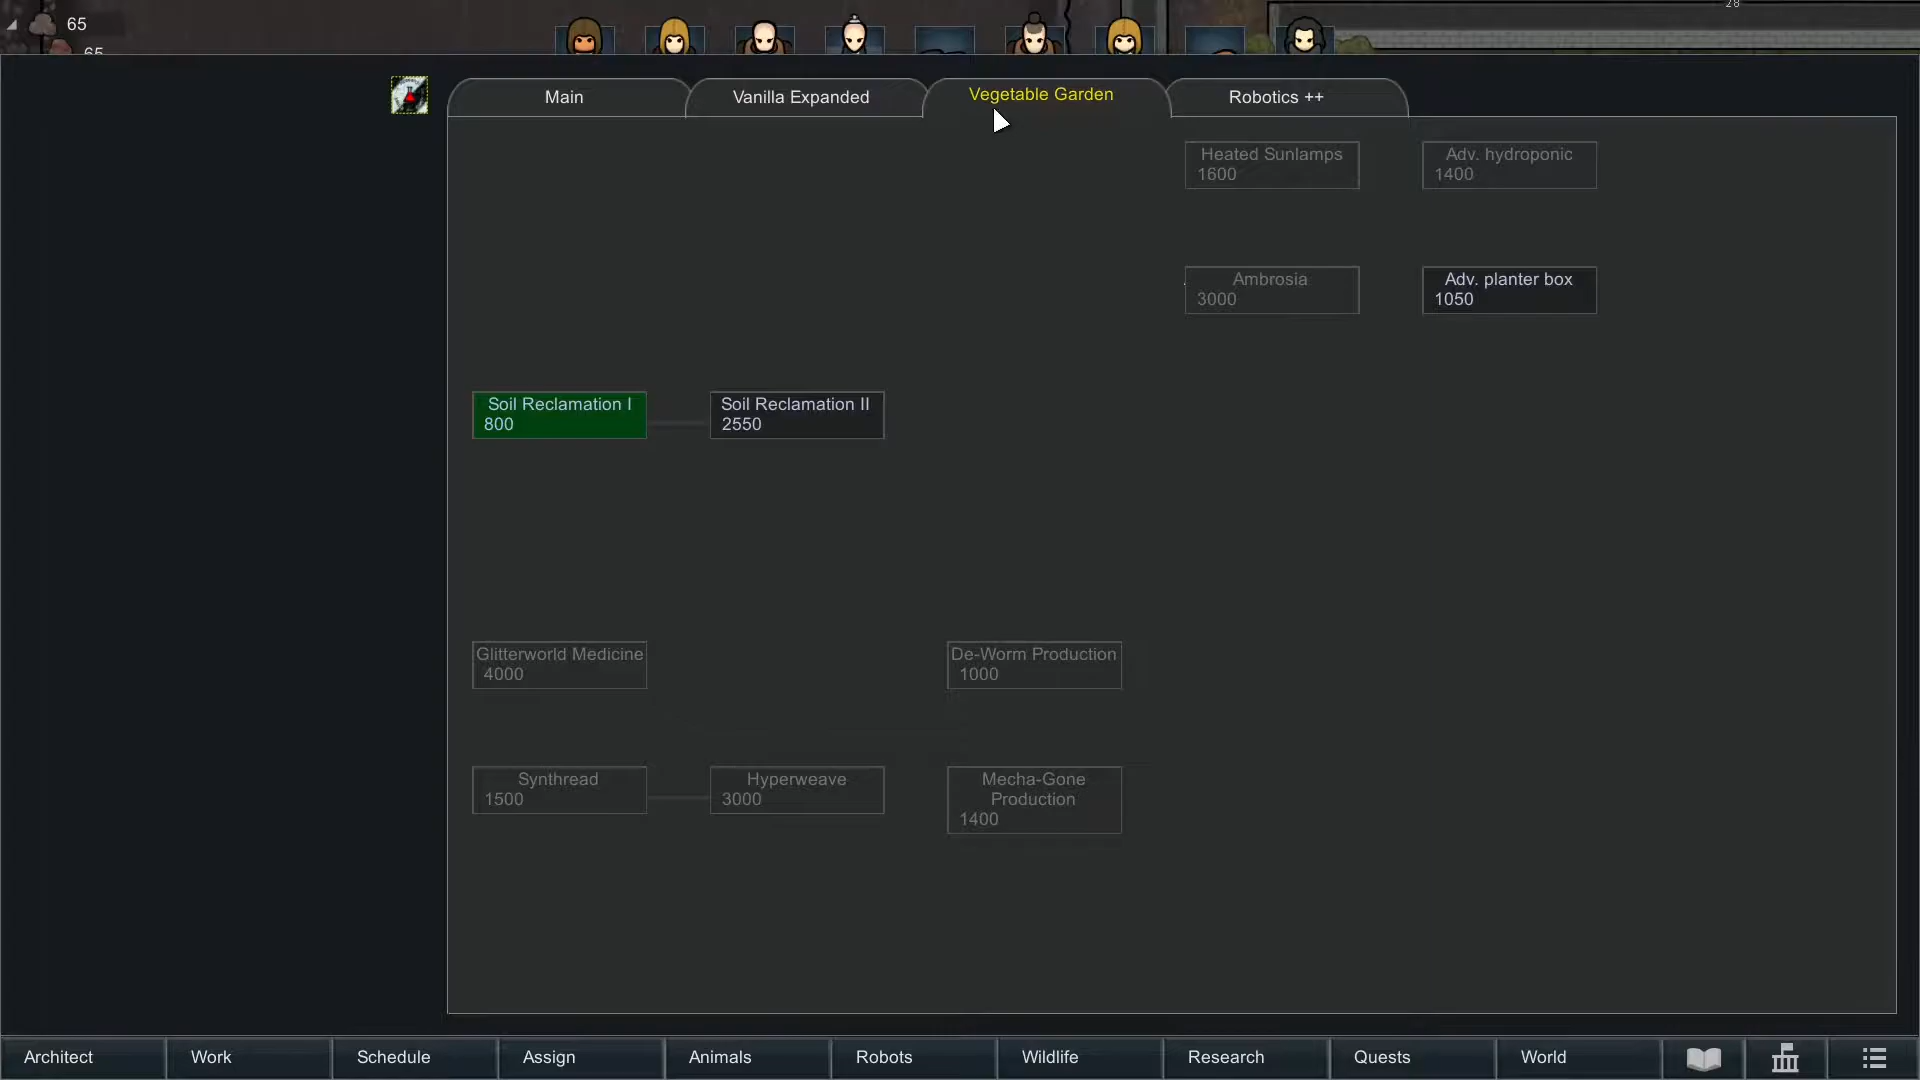 65
65
28
Main
Vanilla Expanded
Vegetable Garden
Robotics ++
Heated Sunlamps
1600
Adv. hydroponic
1400
Ambrosia
3000
Adv. planter box
1050
Soil Reclamation I
800
Soil Reclamation II
2550
Glitterworld Medicine
4000
De-Worm Production
1000
Synthread
1500
Hyperweave
3000
Mecha-Gone
Production
1400
Architect
Work
Schedule
Assign
Animals
Robots
Wildlife
Research
Quests
World